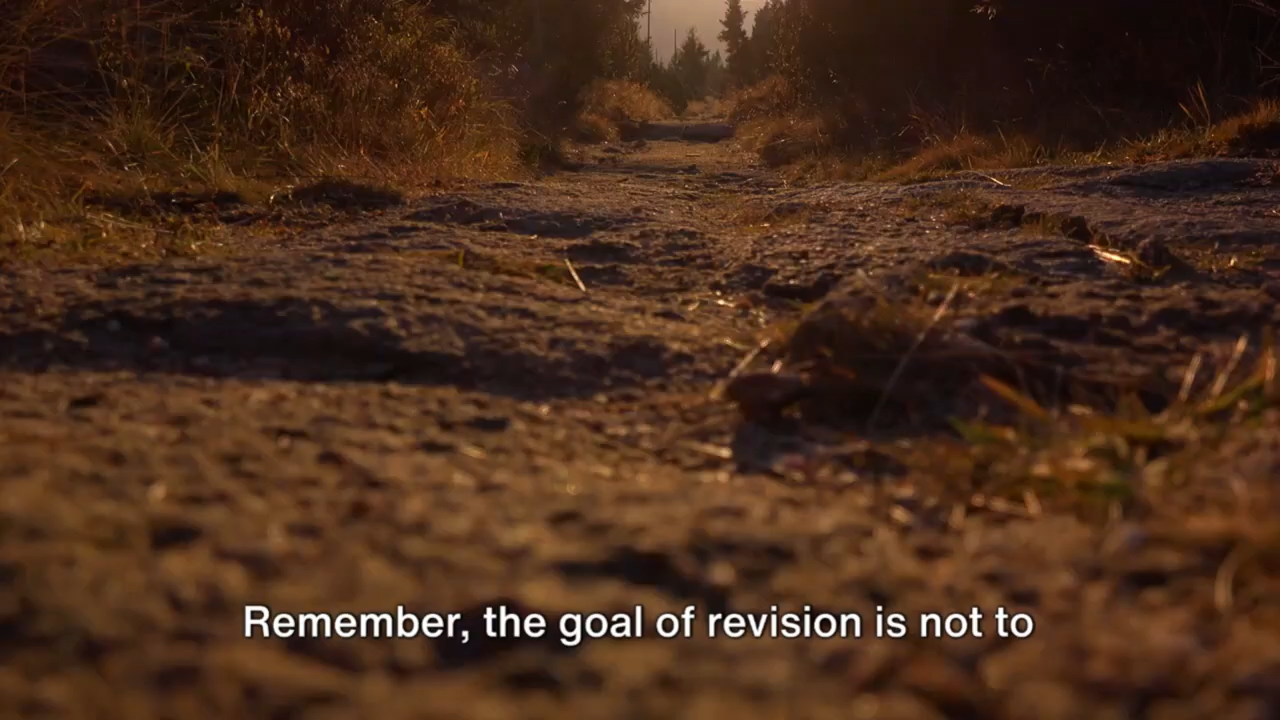 Remember, the goal of revision is not to